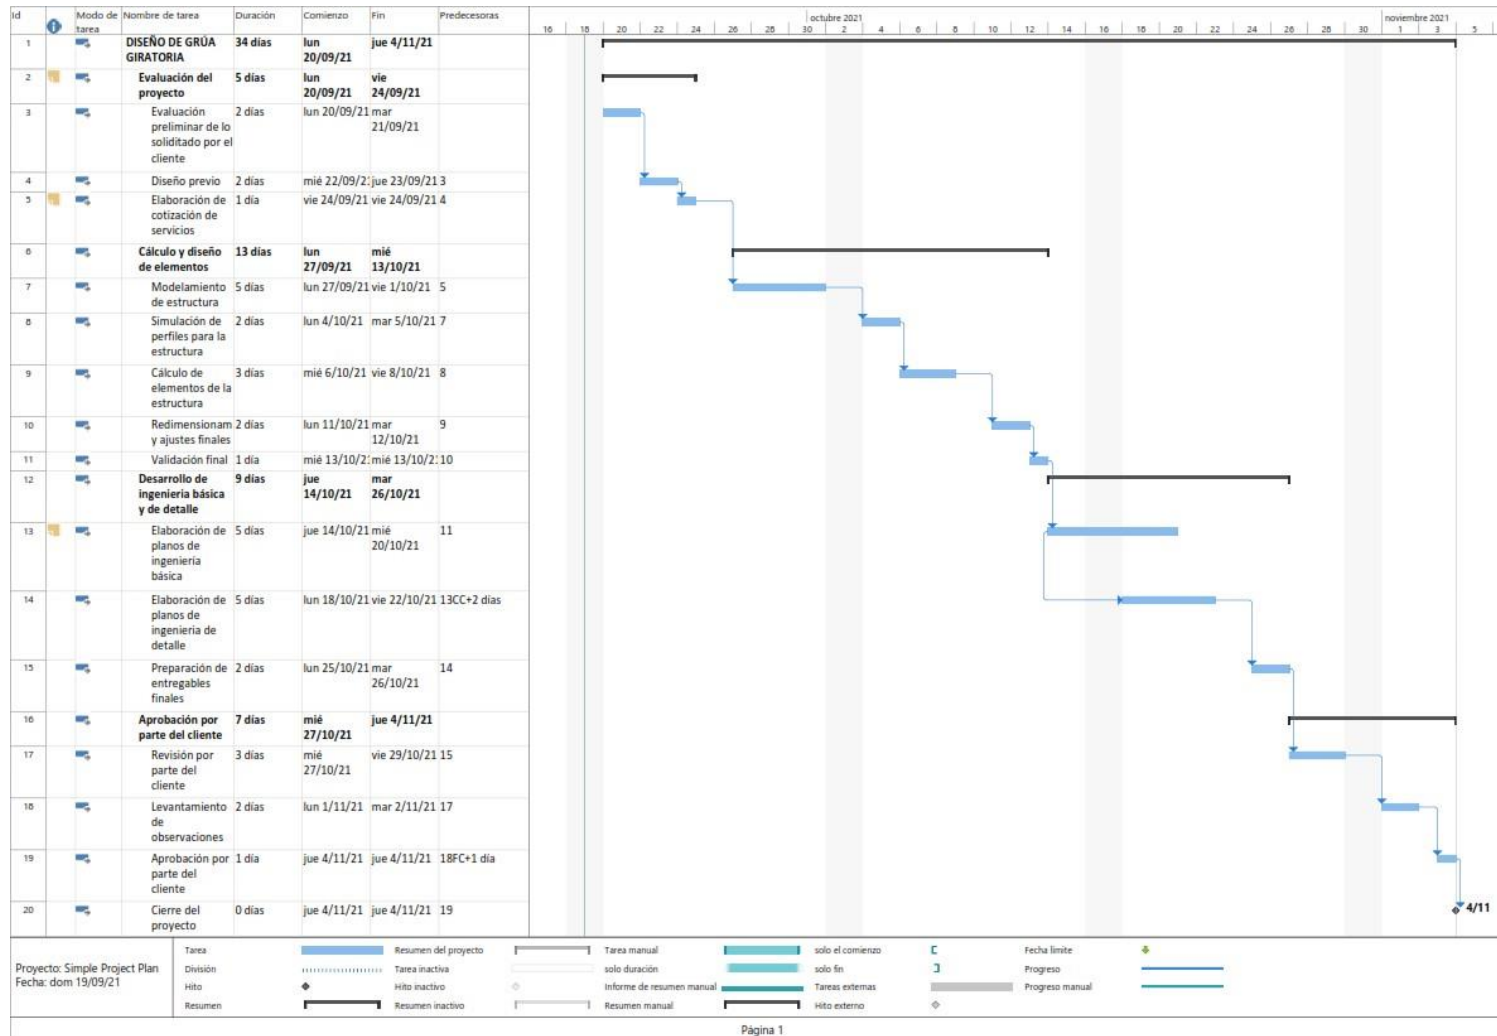 Id Modo de tarea Nombre de tarea Duración Comienzo Fin Predecesoras
octubre 2021 noviembre 2021
16 18 20 22 24 26 28 30 2 4 6 8 10 12 14 16 18 20 22 24 26 28 30 1 3 5
1 DISEÑO DE GRÚA GIRATORIA 34 días lun 20/09/21 jue 4/11/21
2 Evaluación del proyecto 5 días lun 20/09/21 vie 24/09/21
3 Evaluación preliminar de lo soliditado por el cliente 2 días lun 20/09/21 mar 21/09/21
4 Diseño previo 2 días mié 22/09/21 jue 23/09/21 3
5 Elaboración de cotización de servicios 1 día vie 24/09/21 vie 24/09/21 4
6 Cálculo y diseño de elementos 13 días lun 27/09/21 mié 13/10/21
7 Modelamiento de estructura 5 días lun 27/09/21 vie 1/10/21 5
8 Simulación de perfiles para la estructura 2 días lun 4/10/21 mar 5/10/21 7
9 Cálculo de elementos de la estructura 3 días mié 6/10/21 vie 8/10/21 8
10 Redimensionam y ajustes finales 2 días lun 11/10/21 mar 12/10/21 9
11 Validación final 1 día mié 13/10/21 mié 13/10/21 10
12 Desarrollo de ingenieria básica y de detalle 9 días jue 14/10/21 mar 26/10/21
13 Elaboración de planos de ingeniería básica 5 días jue 14/10/21 mié 20/10/21 11
14 Elaboración de planos de ingenieria de detalle 5 días lun 18/10/21 vie 22/10/21 13CC+2 días
15 Preparación de entregables finales 2 días lun 25/10/21 mar 26/10/21 14
16 Aprobación por parte del cliente 7 días mié 27/10/21 jue 4/11/21
17 Revisión por parte del cliente 3 días mié 27/10/21 vie 29/10/21 15
18 Levantamiento de observaciones 2 días lun 1/11/21 mar 2/11/21 17
19 Aprobación por parte del cliente 1 día jue 4/11/21 jue 4/11/21 18FC+1 día
20 Cierre del proyecto 0 días jue 4/11/21 jue 4/11/21 19
4/11
Proyecto: Simple Project Plan
Fecha: dom 19/09/21
Tarea Resumen del proyecto Tarea manual solo el comienzo Fecha límite
División Tarea inactiva solo duración solo fin Progreso
Hito Hito inactivo Informe de resumen manual Tareas externas Progreso manual
Resumen Resumen inactivo Resumen manual Hito externo
Página 1